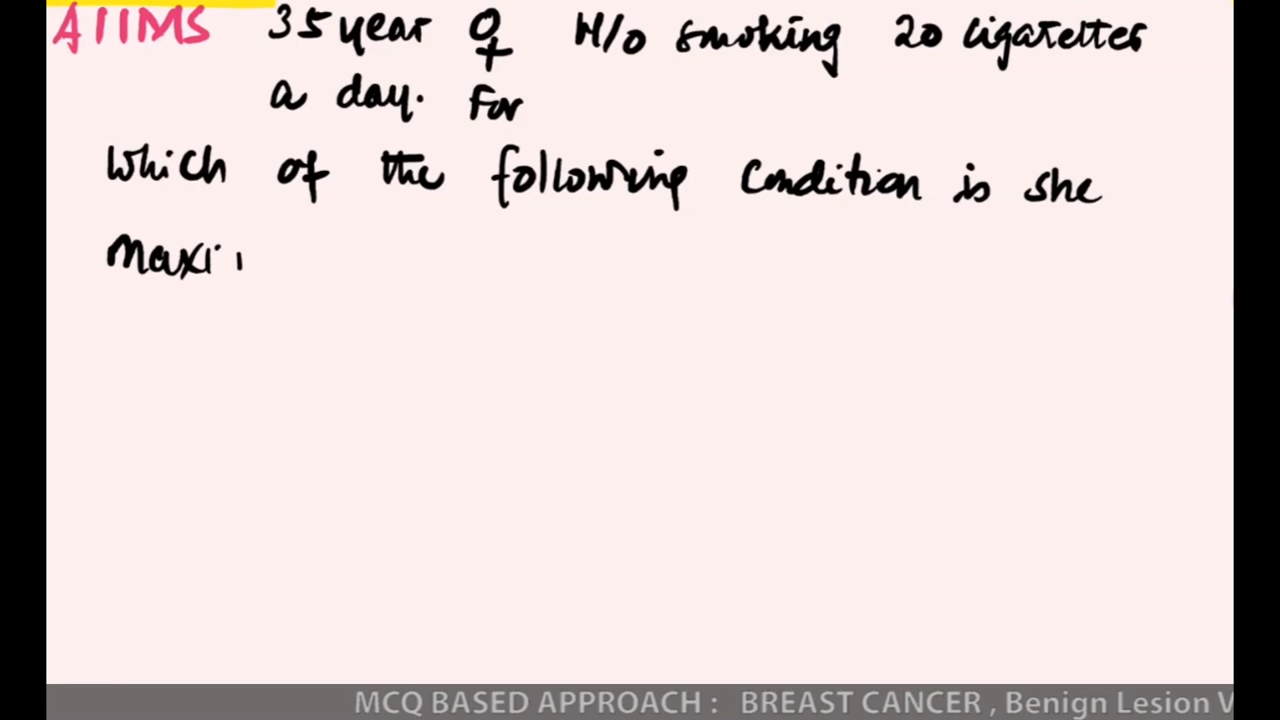 AIIMS 35 year ♀ H/o smoking 20 cigarettes
a day. For
Which of the following Condition is she
Maxi
MCQ BASED APPROACH : BREAST CANCER , Benign Lesion V